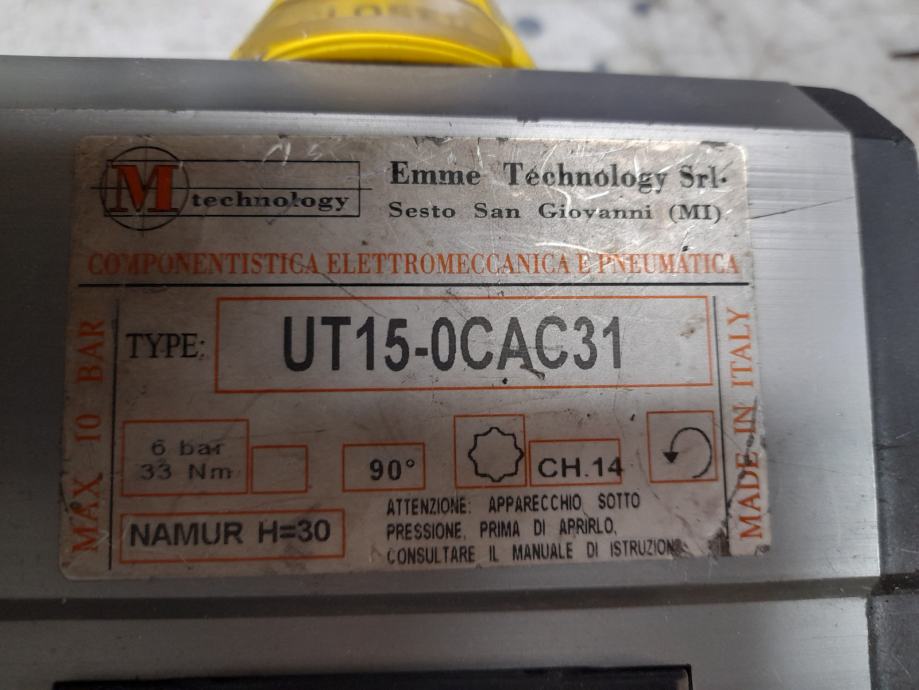 CLOSED
M technology
Emme Technology Srl.
Sesto San Giovanni (MI)
COMPONENTISTICA ELETTROMECCANICA E PNEUMATICA
MAX 10 BAR
TYPE:
UT15-0CAC31
MADE IN ITALY
6 bar
33 Nm
90°
CH.14
NAMUR H=30
ATTENZIONE: APPARECCHIO SOTTO
PRESSIONE, PRIMA DI APRIRLO,
CONSULTARE IL MANUALE DI ISTRUZIONI